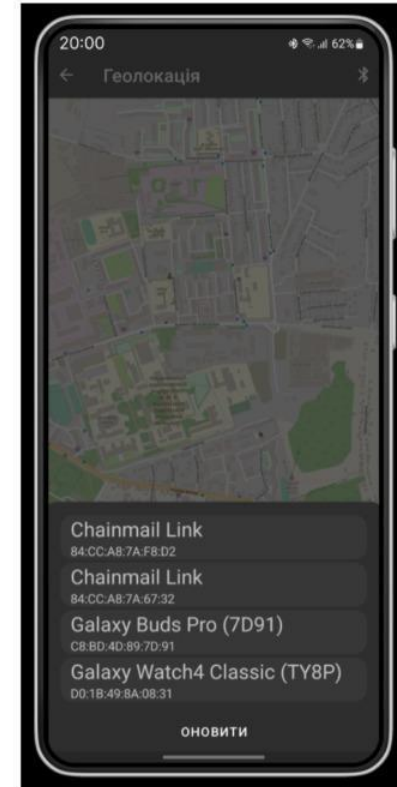 20:00 62%
Геолокація
Chainmail Link
84:CC:A8:7A:F8:D2
Chainmail Link
84:CC:A8:7A:67:32
Galaxy Buds Pro (7D91)
C8:BD:4D:89:7D:91
Galaxy Watch4 Classic (TY8P)
D0:1B:49:8A:08:31
ОНОВИТИ